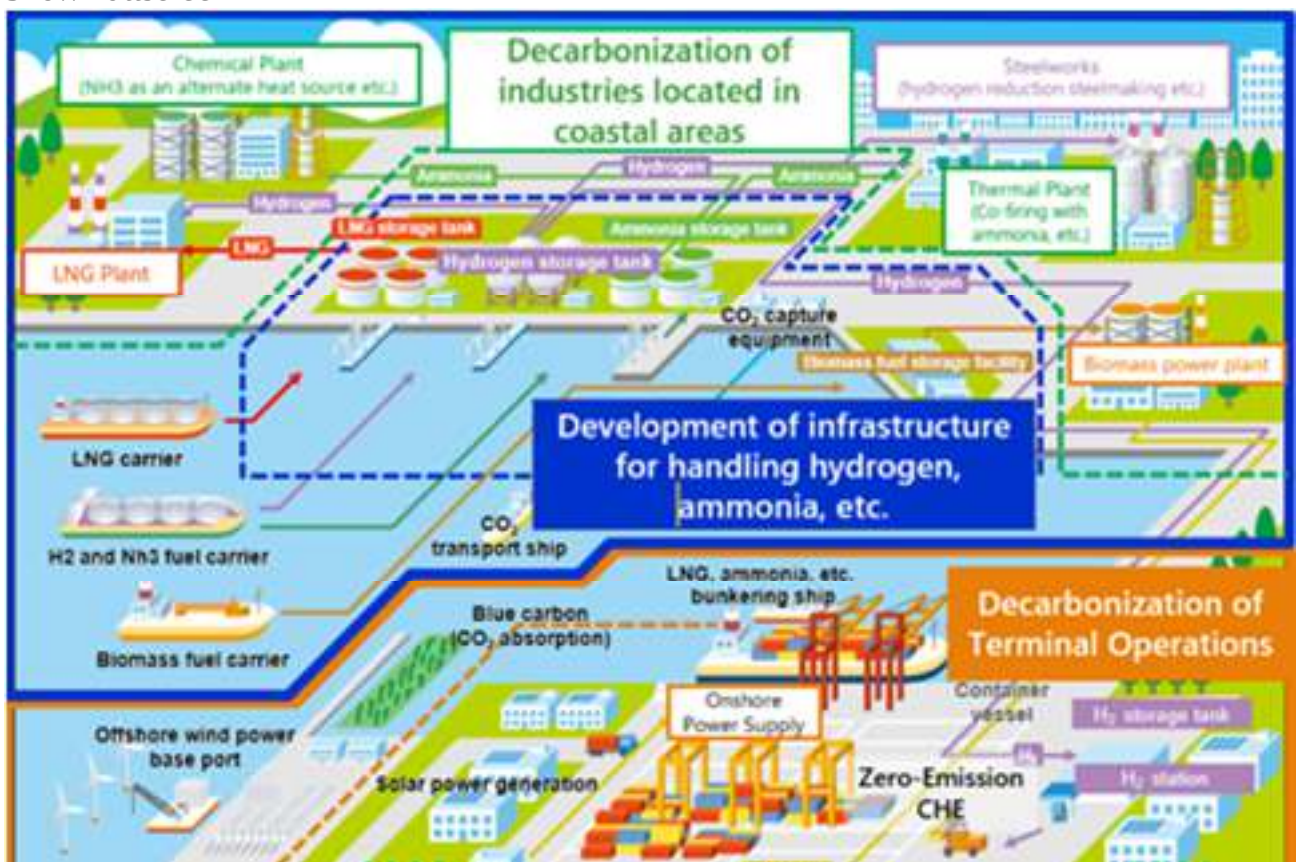 Chemical Plant
(NH3 as an alternate heat source etc.)
Decarbonization of
industries located in
coastal areas
Steelworks
(hydrogen reduction steelmaking etc.)
Ammonia
Hydrogen
Ammonia
Thermal Plant
(Co-firing with
ammonia, etc.)
Hydrogen
LNG storage tank
Ammonia storage tank
LNG
Hydrogen storage tank
LNG Plant
Hydrogen
CO₂ capture
equipment
Biomass fuel storage facility
Biomass power plant
Development of infrastructure
for handling hydrogen,
ammonia, etc.
LNG carrier
H2 and Nh3 fuel carrier
CO₂
transport ship
Biomass fuel carrier
LNG, ammonia, etc.
bunkering ship
Decarbonization of
Terminal Operations
Blue carbon
(CO₂ absorption)
Onshore
Power Supply
Container
vessel
H₂ storage tank
Offshore wind power
base port
H₂
H₂ station
Solar power generation
Zero-Emission
CHE